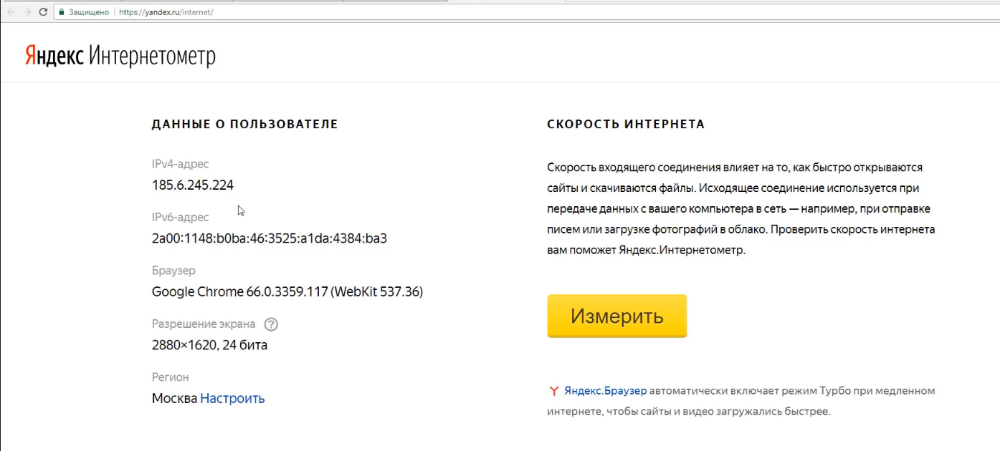 Защищено | https://yandex.ru/internet/
Яндекс Интернетометр
ДАННЫЕ О ПОЛЬЗОВАТЕЛЕ
IPv4-адрес
185.6.245.224
IPv6-адрес
2a00:1148:b0ba:46:3525:a1da:4384:ba3
Браузер
Google Chrome 66.0.3359.117 (WebKit 537.36)
Разрешение экрана ?
2880×1620, 24 бита
Регион
Москва Настроить
СКОРОСТЬ ИНТЕРНЕТА
Скорость входящего соединения влияет на то, как быстро открываются
сайты и скачиваются файлы. Исходящее соединение используется при
передаче данных с вашего компьютера в сеть — например, при отправке
писем или загрузке фотографий в облако. Проверить скорость интернета
вам поможет Яндекс.Интернетометр.
Измерить
Y Яндекс.Браузер автоматически включает режим Турбо при медленном
интернете, чтобы сайты и видео загружались быстрее.